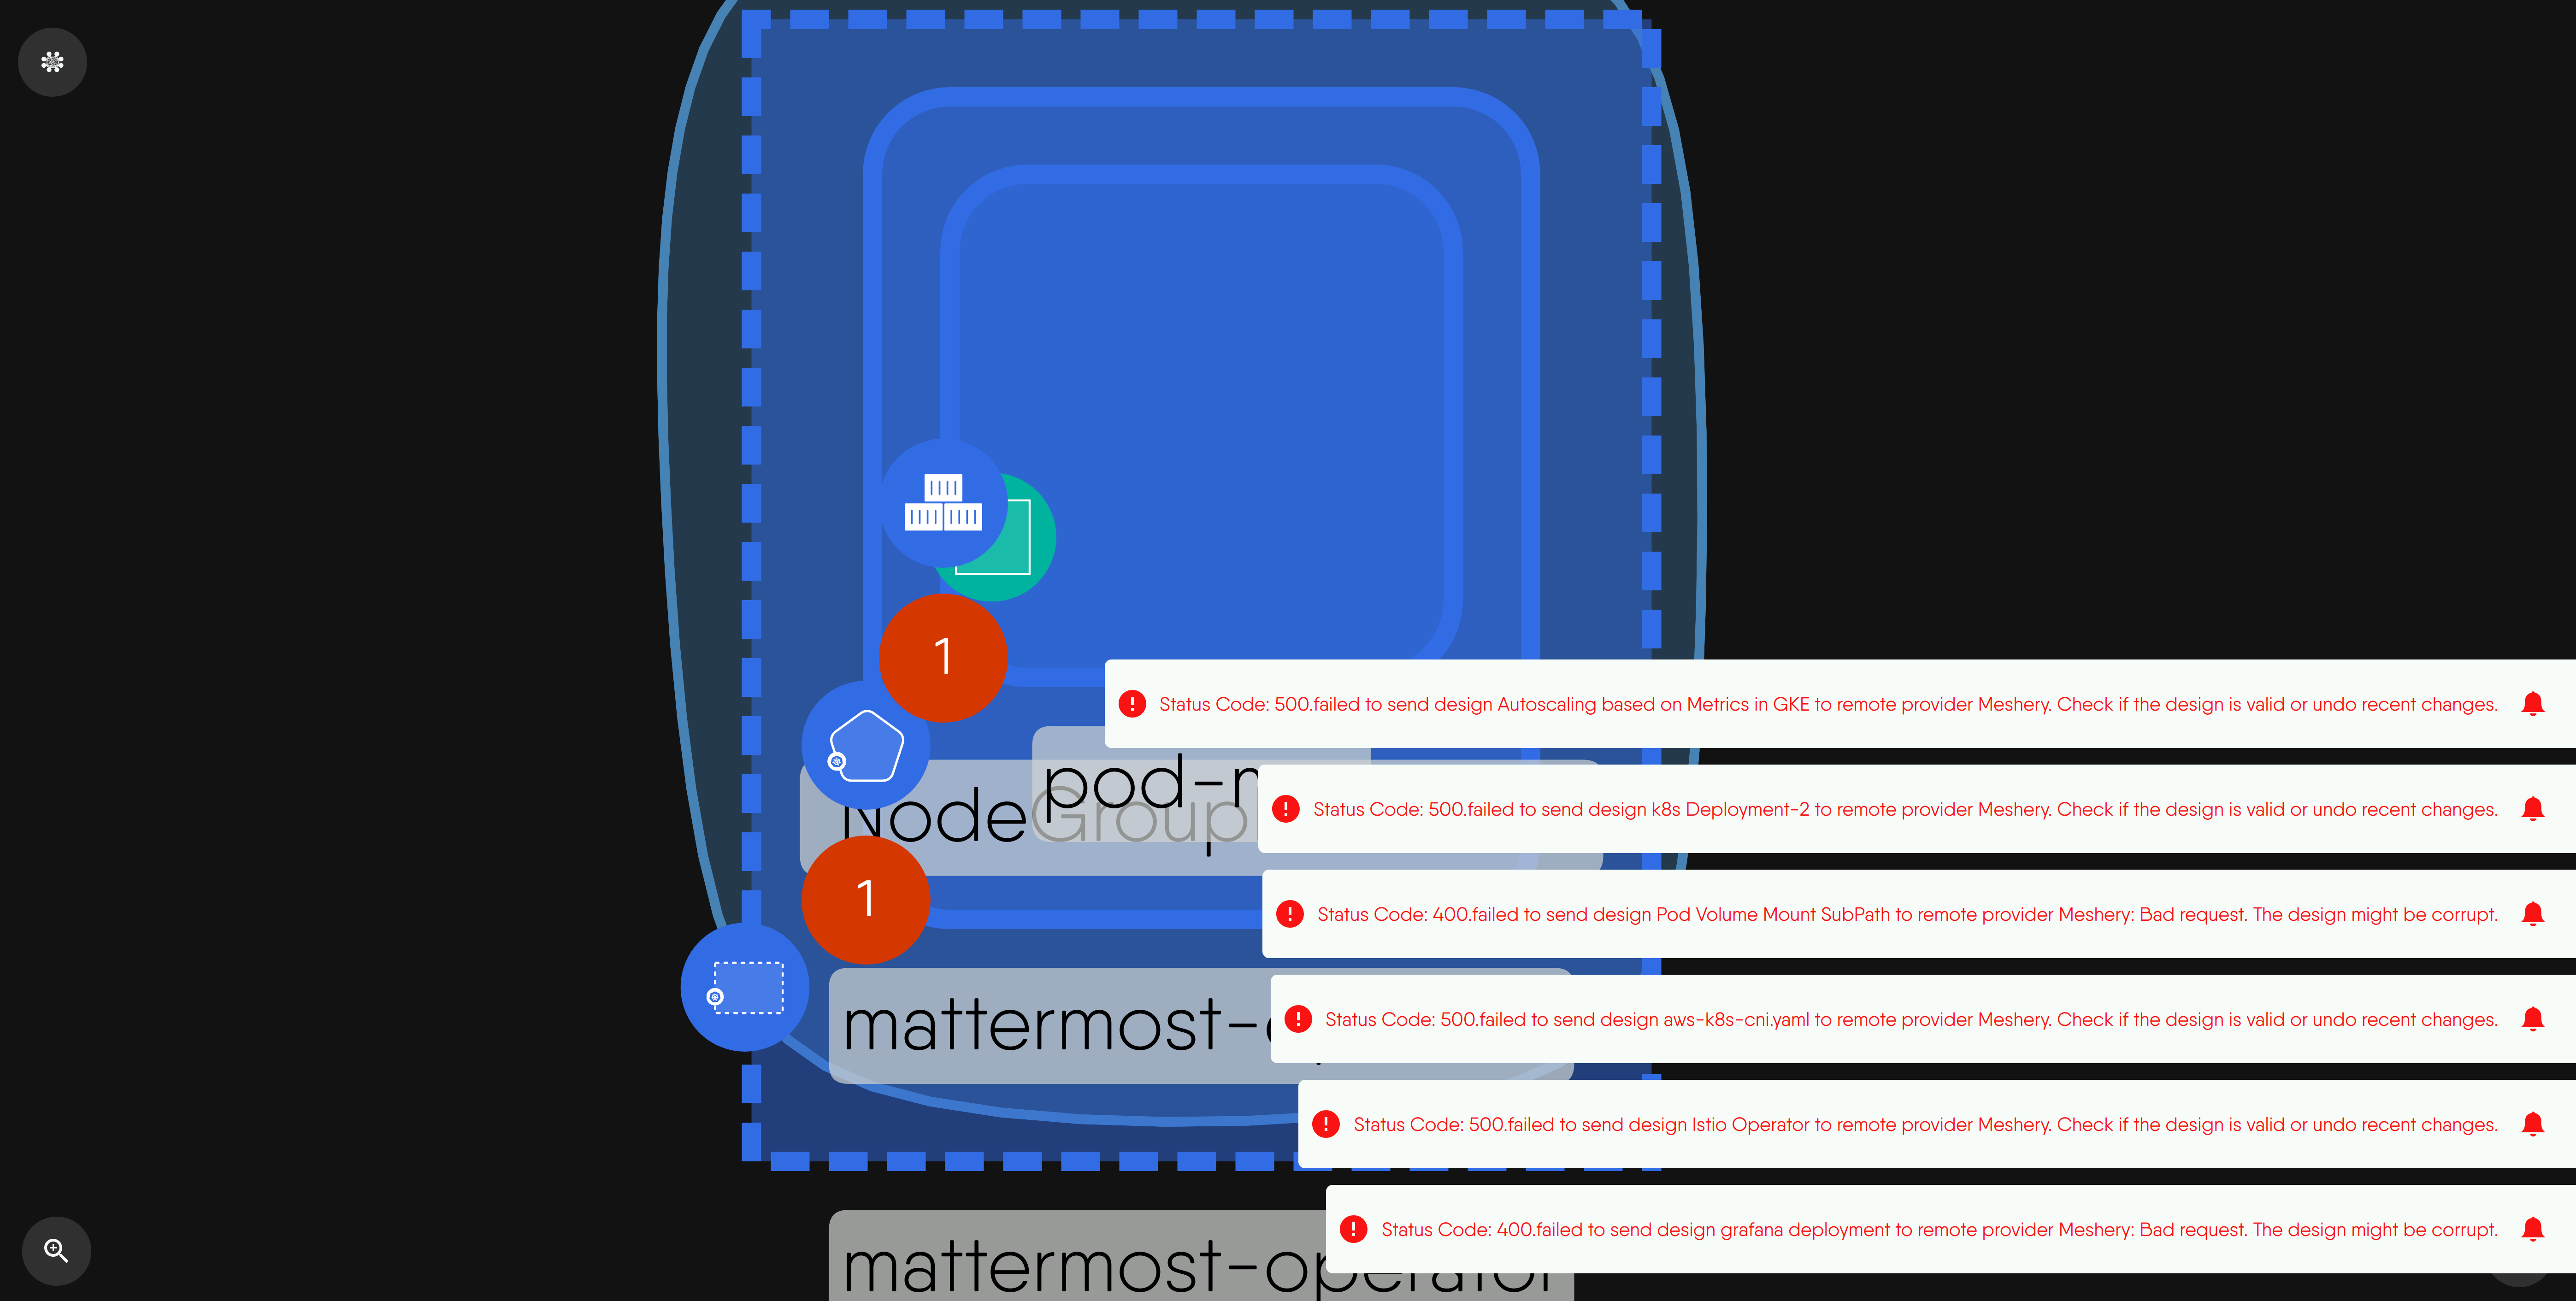 1
Status Code: 500.failed to send design Autoscaling based on Metrics in GKE to remote provider Meshery. Check if the design is valid or undo recent changes.
pod-
Node Group
Status Code: 500.failed to send design k8s Deployment-2 to remote provider Meshery. Check if the design is valid or undo recent changes.
1
Status Code: 400.failed to send design Pod Volume Mount SubPath to remote provider Meshery: Bad request. The design might be corrupt.
mattermost-
Status Code: 500.failed to send design aws-k8s-cni.yaml to remote provider Meshery. Check if the design is valid or undo recent changes.
Status Code: 500.failed to send design Istio Operator to remote provider Meshery. Check if the design is valid or undo recent changes.
Status Code: 400.failed to send design grafana deployment to remote provider Meshery: Bad request. The design might be corrupt.
mattermost-operator